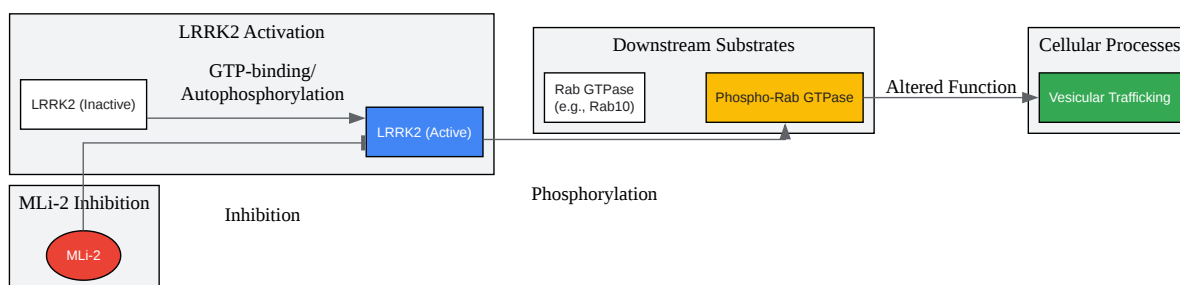 LRRK2 Activation
GTP-binding/
Autophosphorylation
LRRK2 (Inactive)
LRRK2 (Active)
Downstream Substrates
Rab GTPase
(e.g., Rab10)
Phospho-Rab GTPase
Altered Function
Cellular Processes
Vesicular Trafficking
MLi-2 Inhibition
MLi-2
Inhibition
Phosphorylation